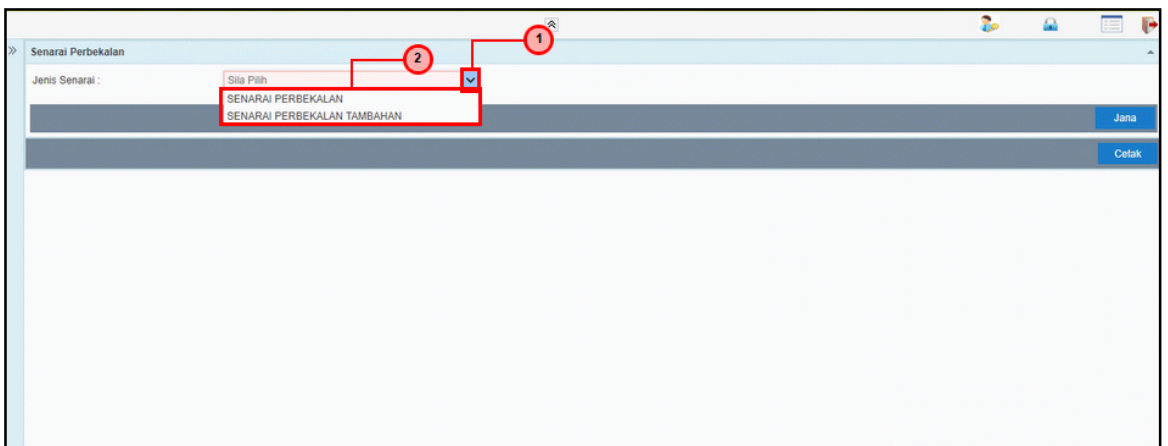 1
Senarai Perbekalan
2
Jenis Senarai :
Sila Pilih
SENARAI PERBEKALAN
SENARAI PERBEKALAN TAMBAHAN
Jana
Cetak